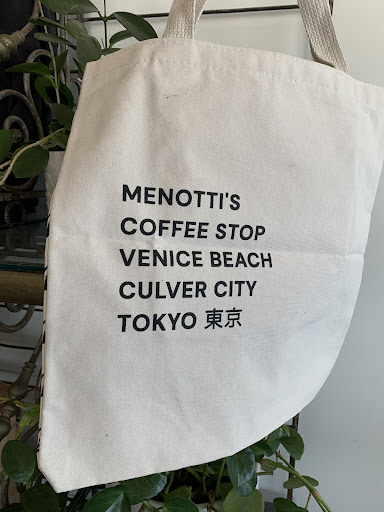 MENOTTI'S
COFFEE STOP
VENICE BEACH
CULVER CITY
TOKYO 東京